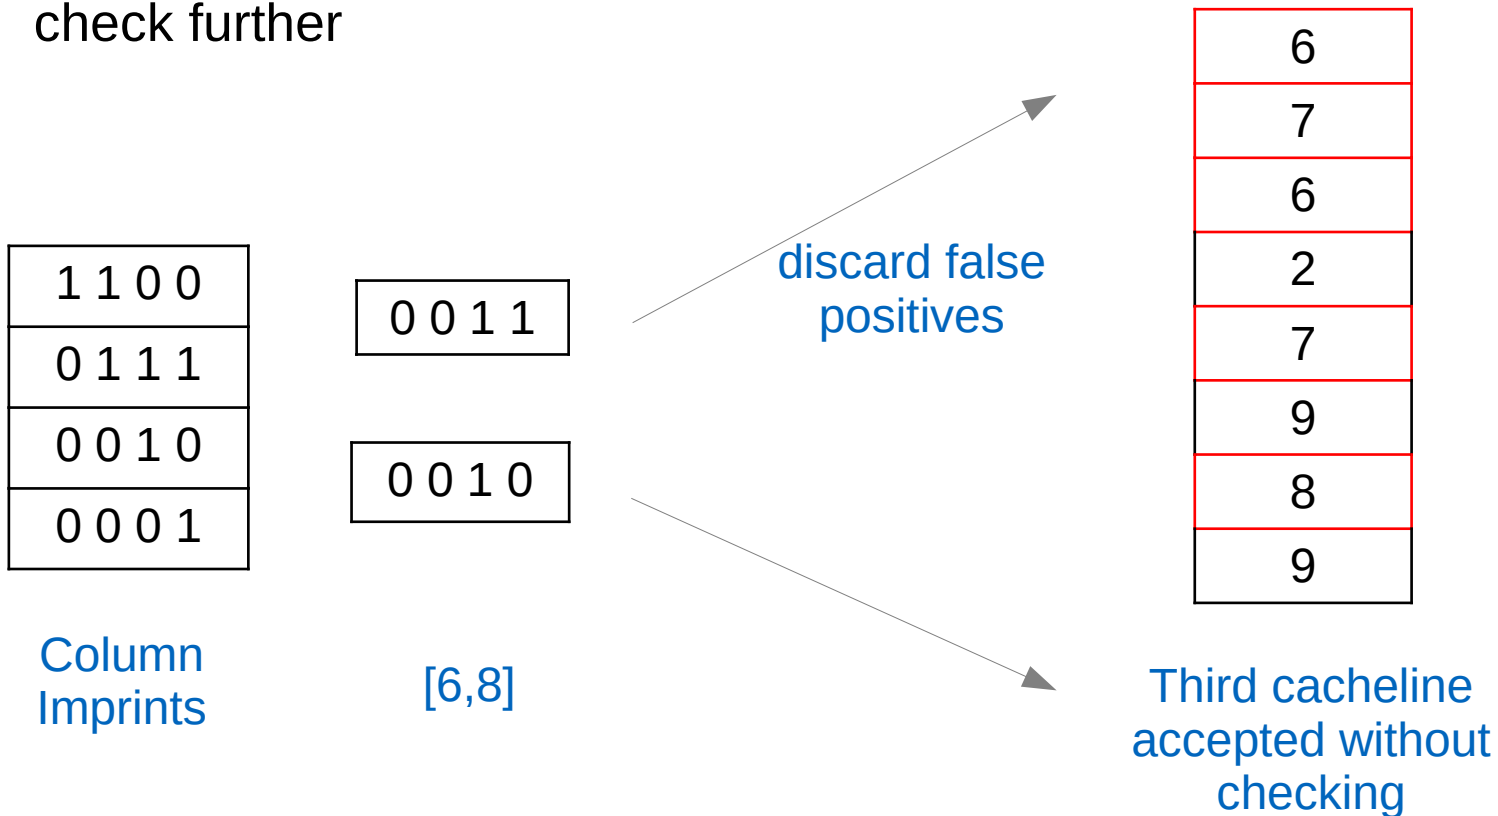 check further
1 1 0 0
0 1 1 1
0 0 1 0
0 0 0 1
Column
Imprints
0 0 1 1
0 0 1 0
[6,8]
discard false
positives
6
7
6
2
7
9
8
9
Third cacheline
accepted without
checking